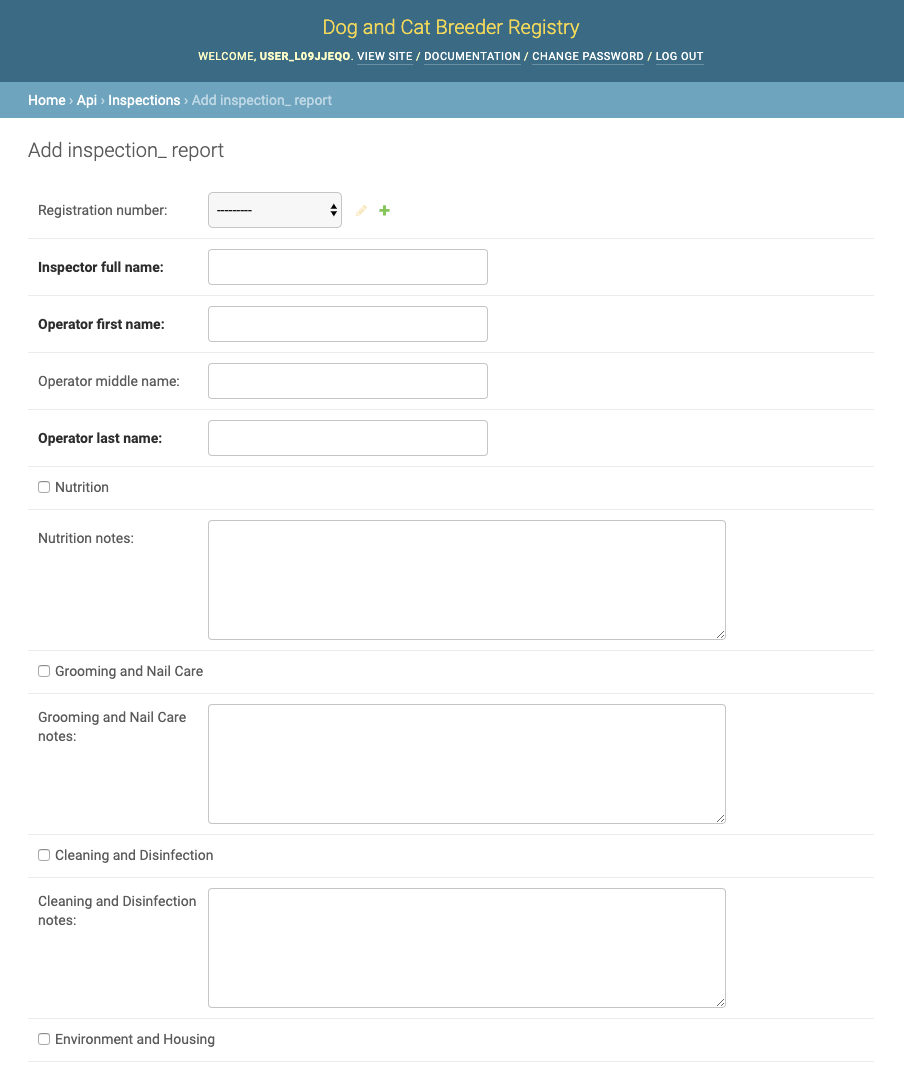 Dog and Cat Breeder Registry
WELCOME, USER_L09JJEQO. VIEW SITE / DOCUMENTATION / CHANGE PASSWORD / LOG OUT
Home › Api › Inspections › Add inspection_ report
Add inspection_ report
Registration number:
---------
Inspector full name:
Operator first name:
Operator middle name:
Operator last name:
Nutrition
Nutrition notes:
Grooming and Nail Care
Grooming and Nail Care
notes:
Cleaning and Disinfection
Cleaning and Disinfection
notes:
Environment and Housing